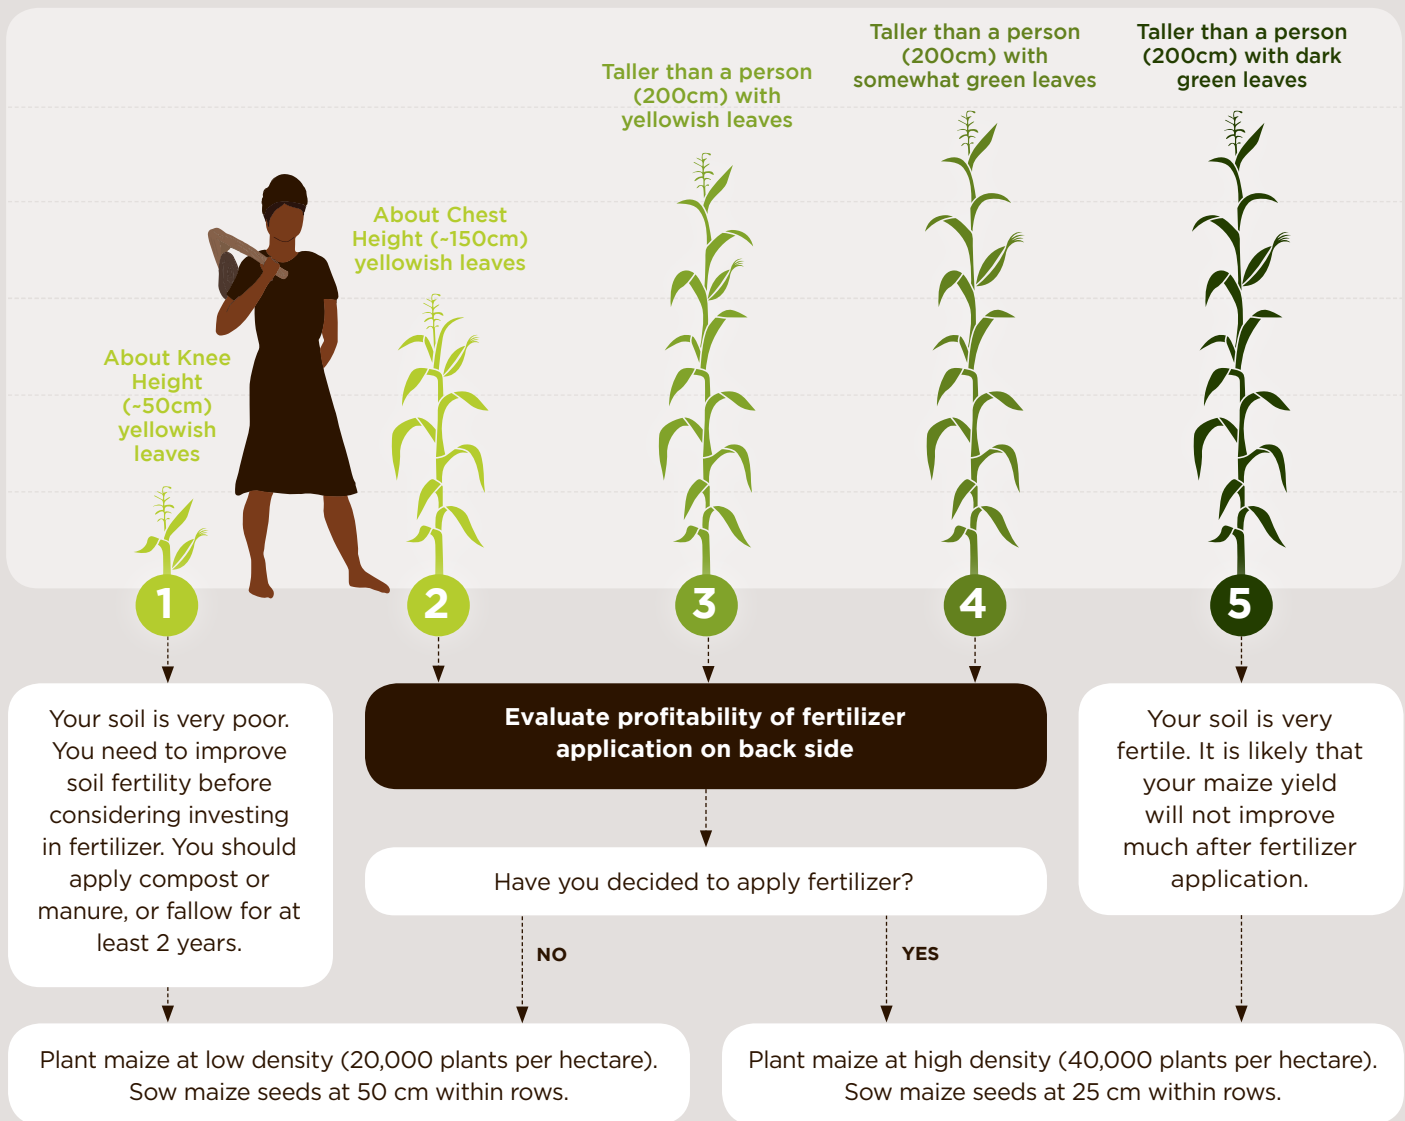 Taller than a person
(200cm) with
somewhat green leaves
Taller than a person
(200cm) with dark
green leaves
Taller than a person
(200cm) with
yellowish leaves
About Chest
Height (~150cm)
yellowish leaves
About Knee
Height
(~50cm)
yellowish
leaves
1
2
3
4
5
Your soil is very poor.
You need to improve
soil fertility before
considering investing
in fertilizer. You should
apply compost or
manure, or fallow for at
least 2 years.
Evaluate profitability of fertilizer
application on back side
Your soil is very
fertile. It is likely that
your maize yield
will not improve
much after fertilizer
application.
Have you decided to apply fertilizer?
NO
YES
Plant maize at low density (20,000 plants per hectare).
Sow maize seeds at 50 cm within rows.
Plant maize at high density (40,000 plants per hectare).
Sow maize seeds at 25 cm within rows.